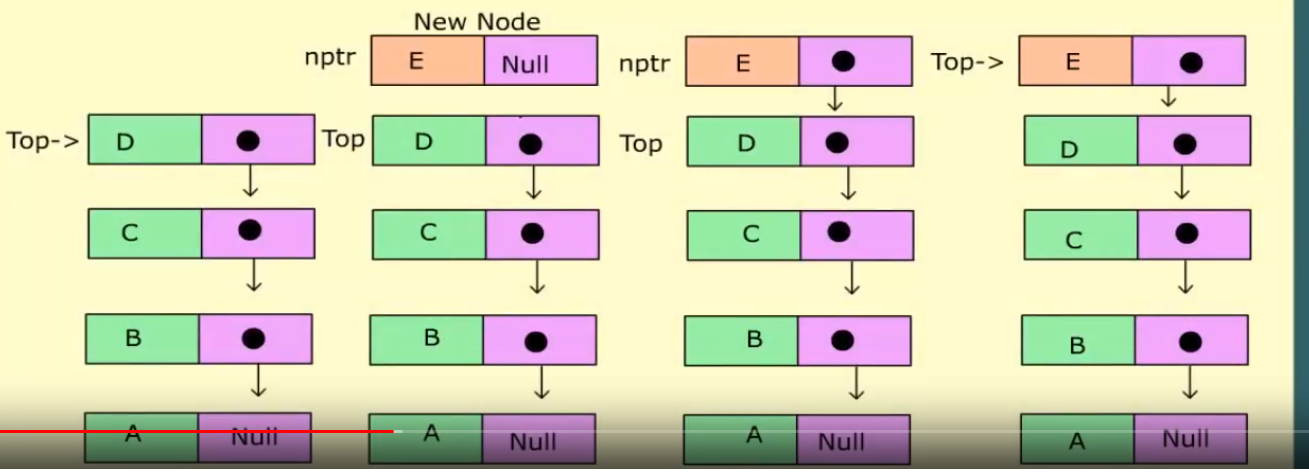 New Node
nptr E Null nptr E Top-> E
Top-> D Top D Top D D
C C C C
B B B B
A Null A Null A Null A Null